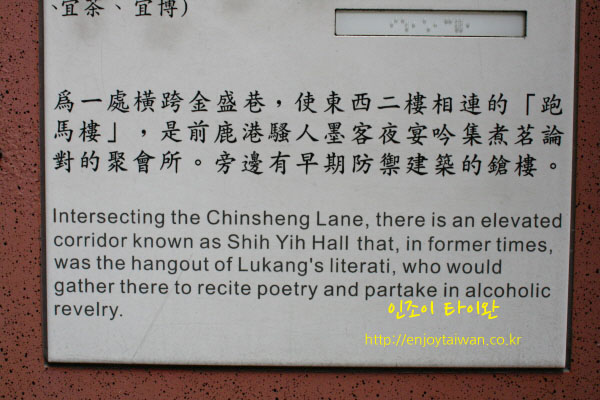 、宜茶、宜博)
為一處橫跨金盛巷，使東西二樓相連的「跑
馬樓」，是前鹿港騷人墨客夜宴吟集煮茗論
對的聚會所。旁邊有早期防禦建築的鎗樓。
Intersecting the Chinsheng Lane, there is an elevated
corridor known as Shih Yih Hall that, in former times,
was the hangout of Lukang's literati, who would
gather there to recite poetry and partake in alcoholic
revelry.
인조이 타이완
http://enjoytaiwan.co.kr